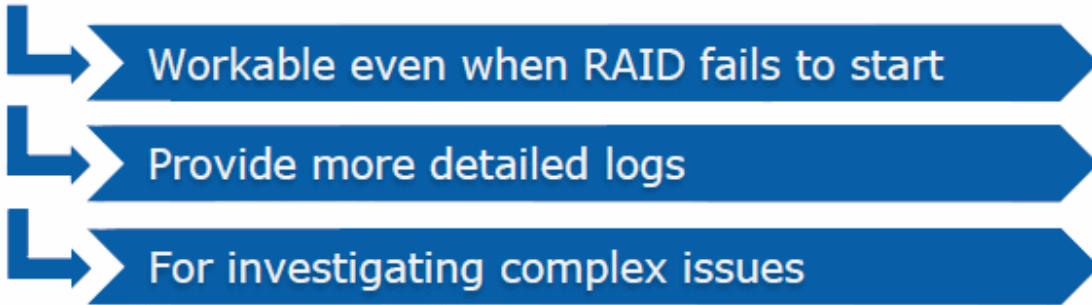 Workable even when RAID fails to start
Provide more detailed logs
For investigating complex issues